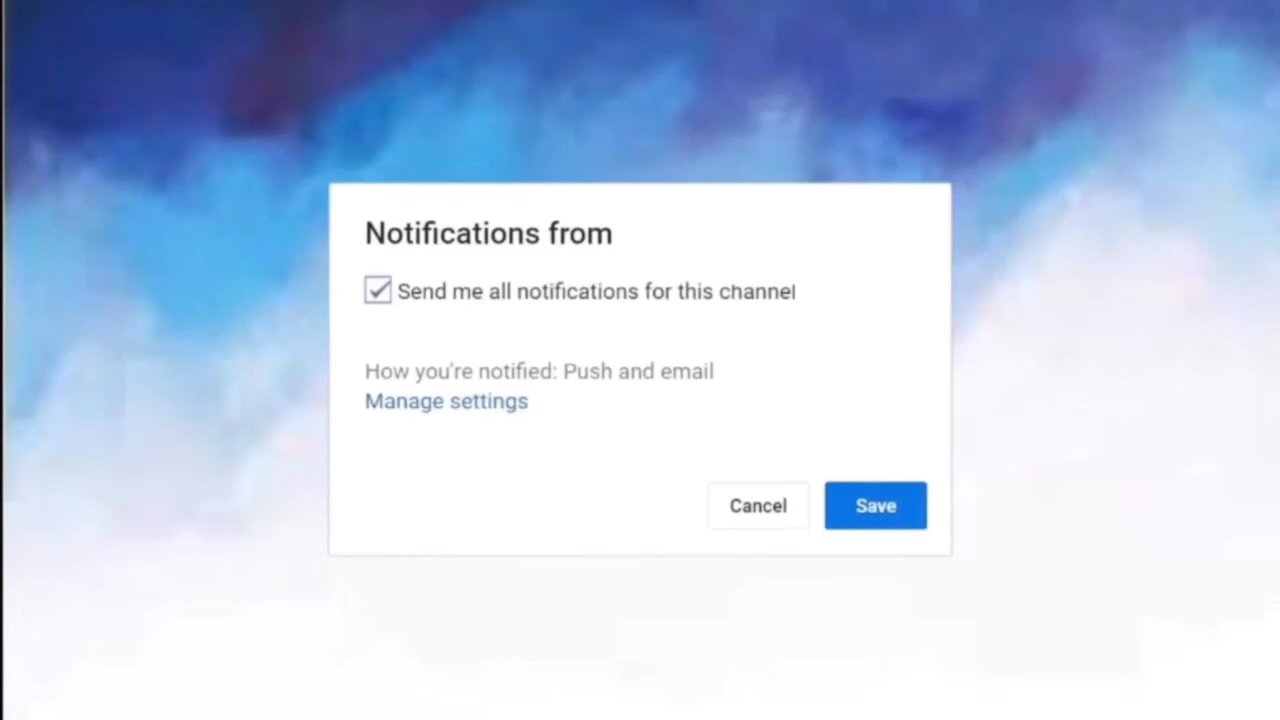 Notifications from
Send me all notifications for this channel
How you're notified: Push and email
Manage settings
Cancel Save